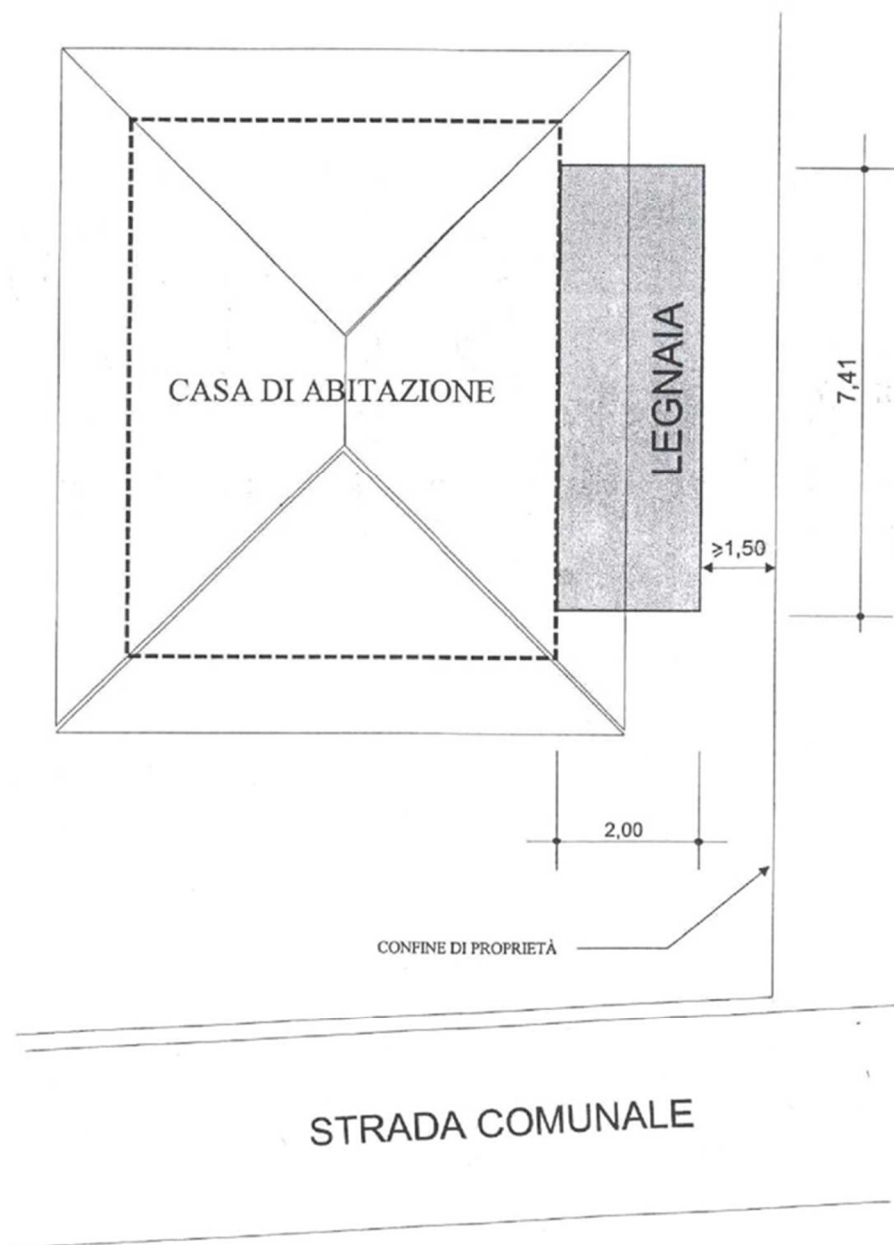 CASA DI ABITAZIONE
LEGNAIA
7,41
⩾1,50
2,00
CONFINE DI PROPRIETÀ
STRADA COMUNALE